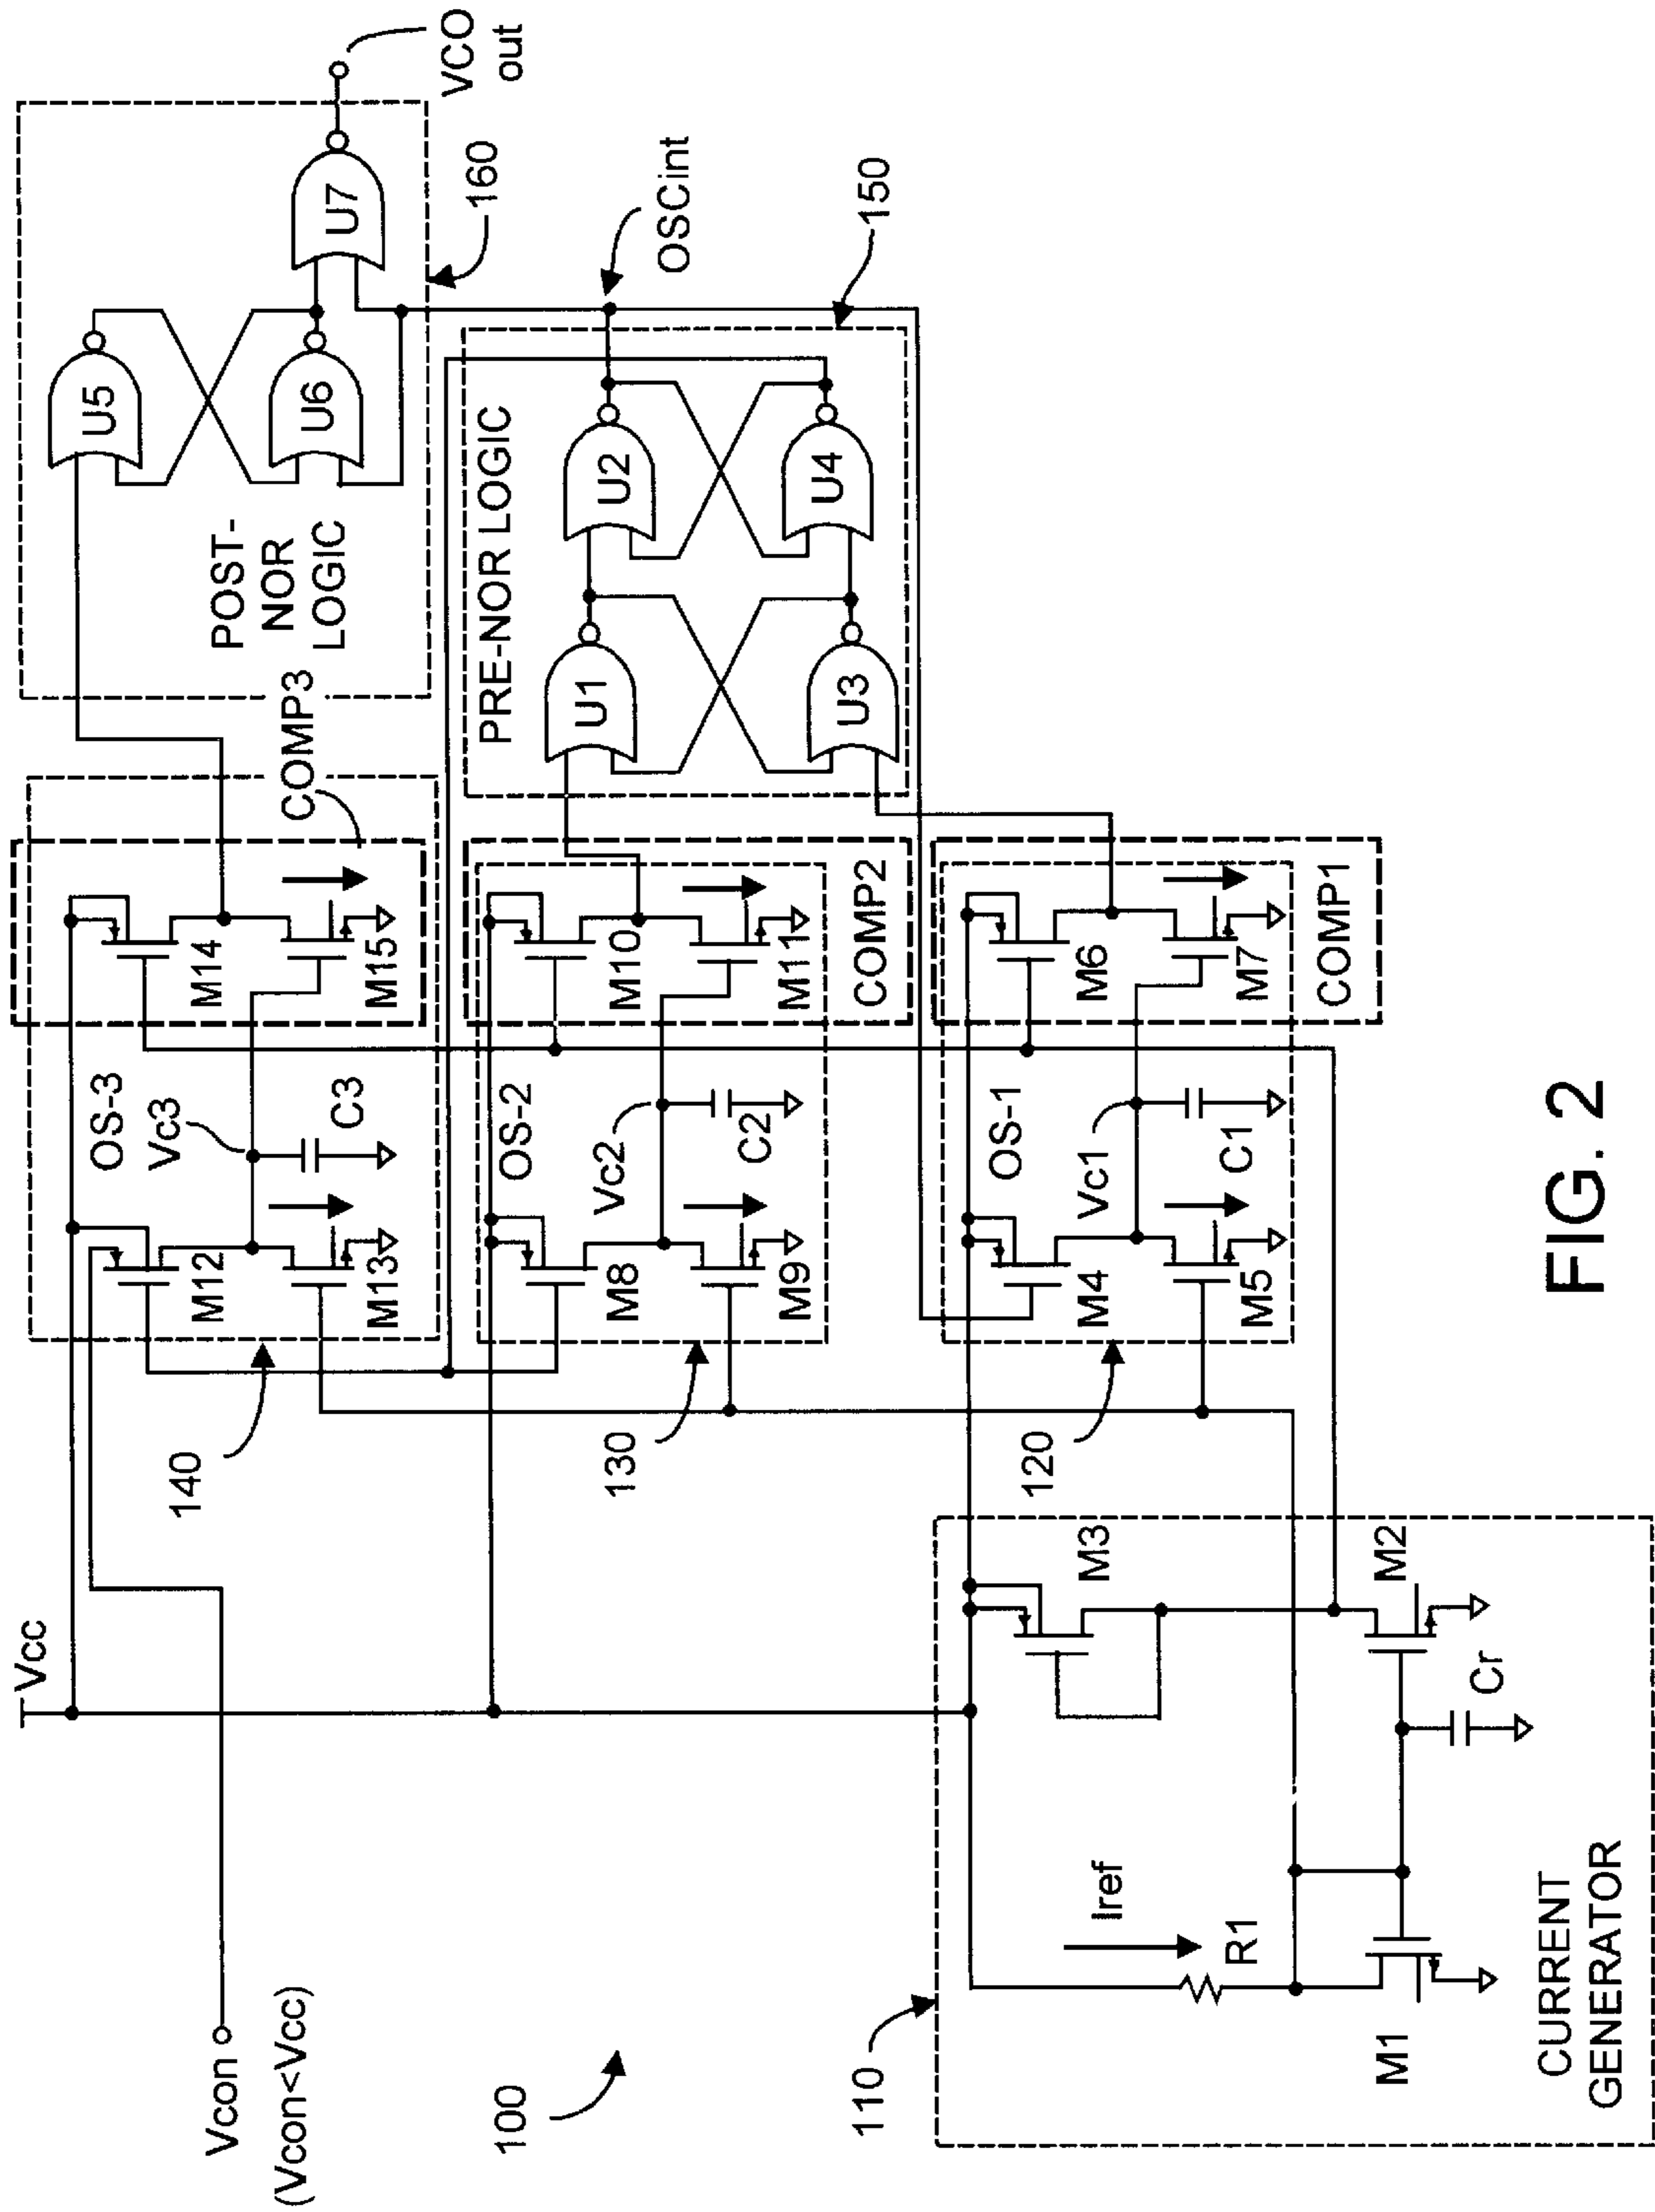 Vcc
Vcon
(Vcon<Vcc)
100
140
OS-3
Vc3
M12
M13
C3
M14
M15
COMP3
POST-
NOR
LOGIC
U5
U6
U7
160
VCO
out
130
OS-2
Vc2
M8
M9
C2
M10
M11
COMP2
PRE-NOR LOGIC
U1
U2
U3
U4
OSCint
150
120
OS-1
Vc1
M4
M5
C1
M6
M7
COMP1
110
Iref
R1
M1
M3
M2
Cr
CURRENT
GENERATOR
FIG. 2